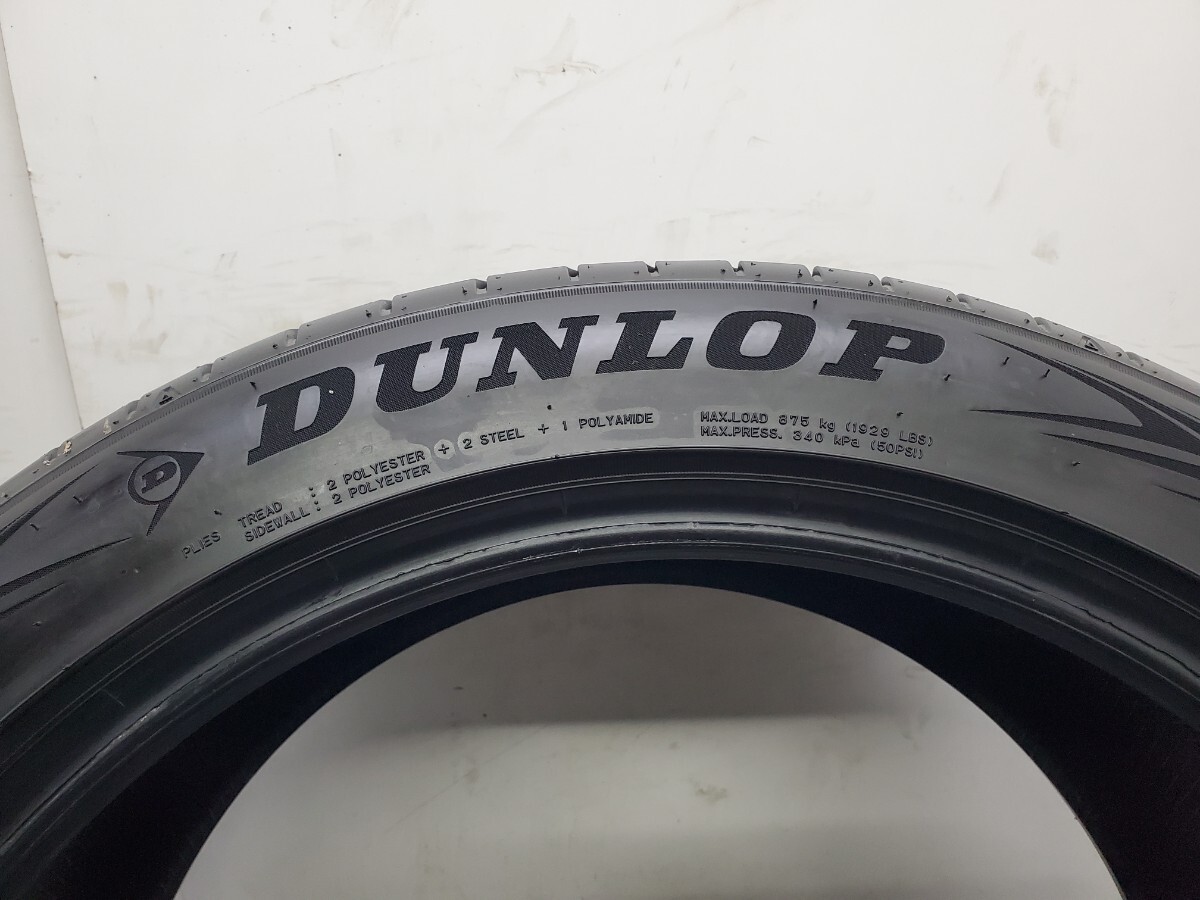 DUNLOP
D
PLIES TREAD : 2 POLYESTER + 2 STEEL + 1 POLYAMIDE
SIDEWALL : 2 POLYESTER
MAX.LOAD 875 kg (1929 LBS)
MAX.PRESS. 340 kPa (50PSI)